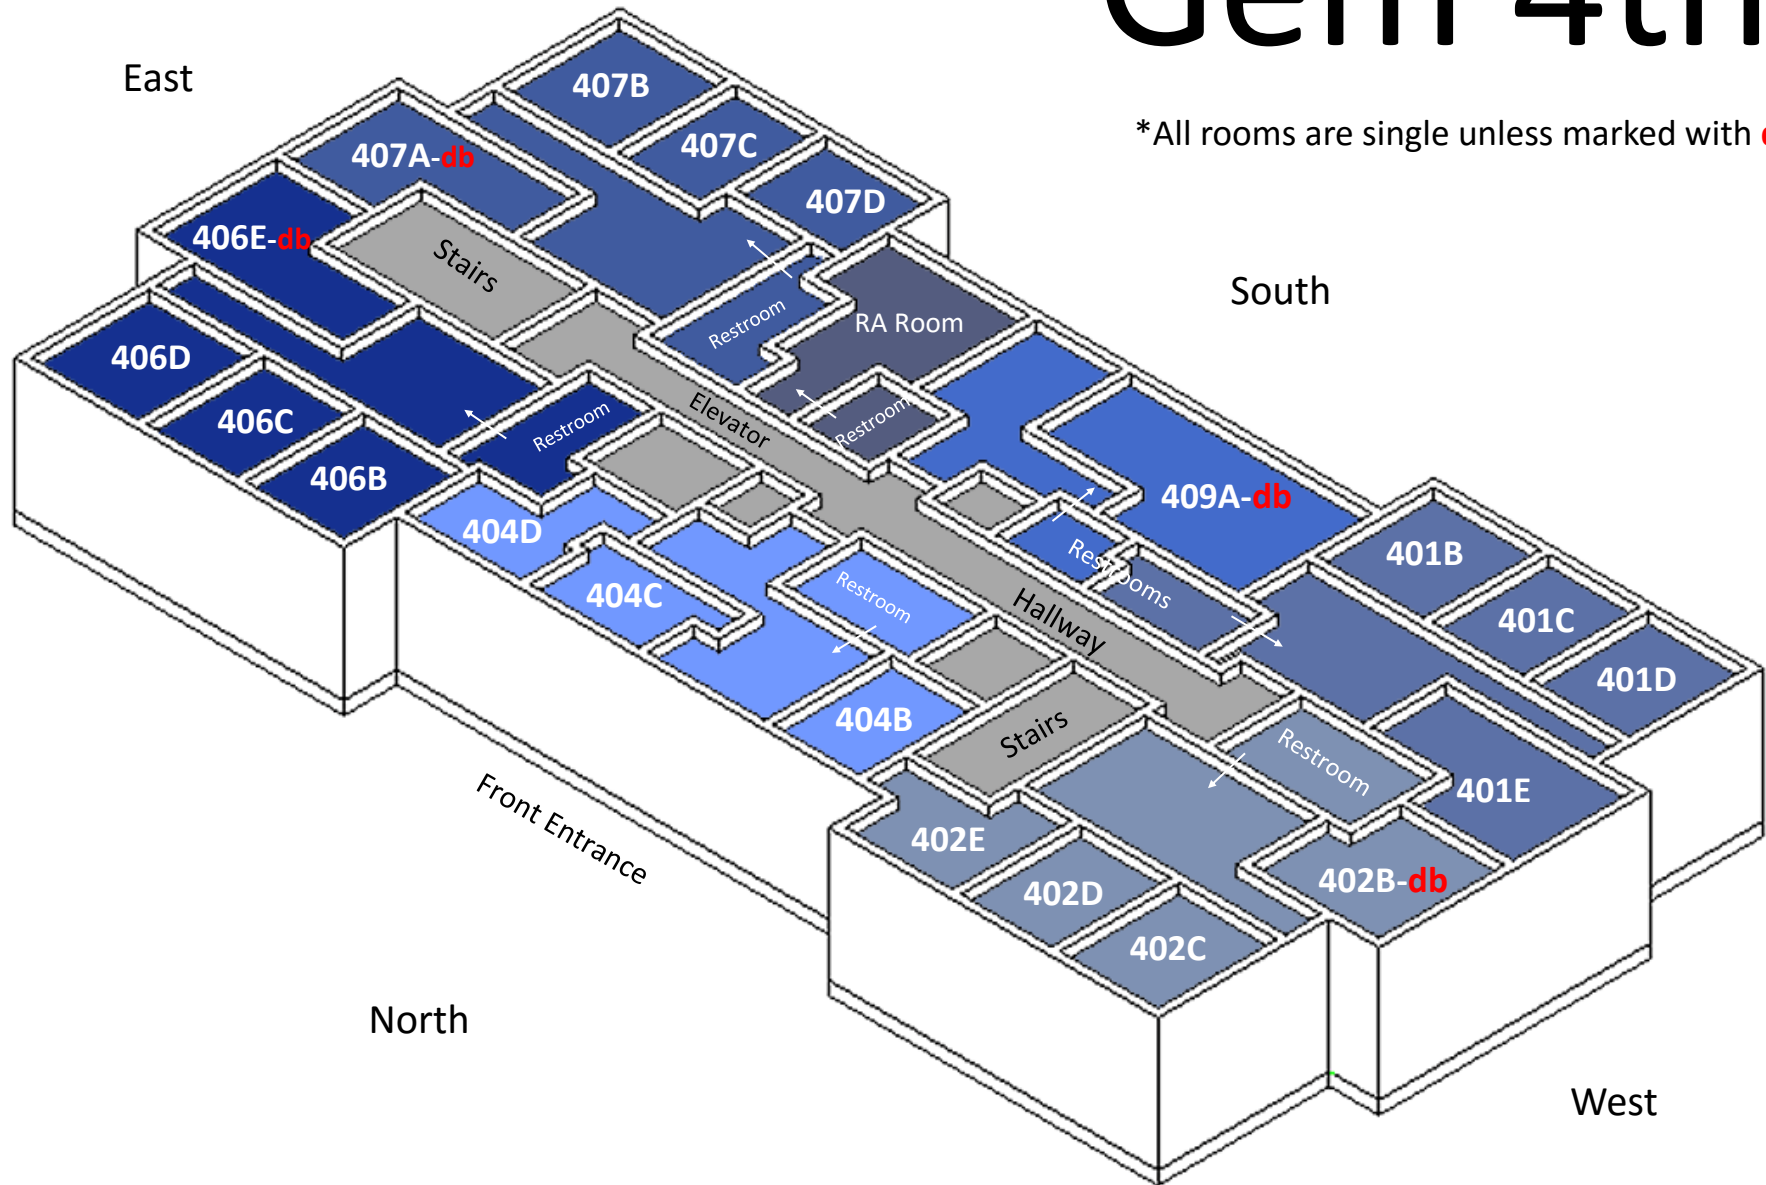 Gem 4th
East
*All rooms are single unless marked with
407B
407C
407A-db
407D
406E-db
Stairs
South
Restroom
RA Room
406D
Elevator
Restroom
406C
Restroom
406B
409A-db
404D
401B
Restrooms
404C
Restroom
Hallway
401C
401D
404B
Stairs
Restroom
401E
Front Entrance
402E
402D
402B-db
402C
North
West